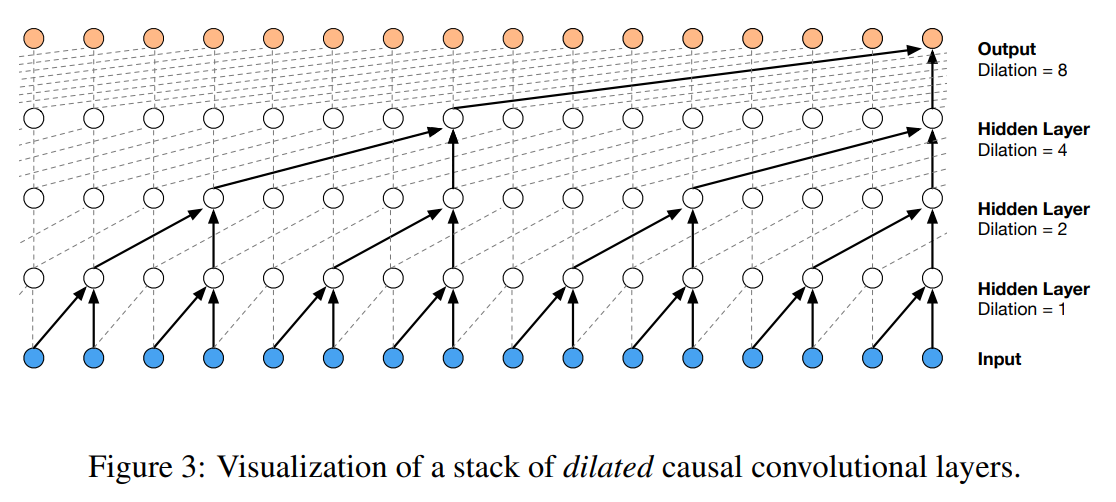 Output
Dilation = 8
Hidden Layer
Dilation = 4
Hidden Layer
Dilation = 2
Hidden Layer
Dilation = 1
Input
Figure 3: Visualization of a stack of dilated causal convolutional layers.